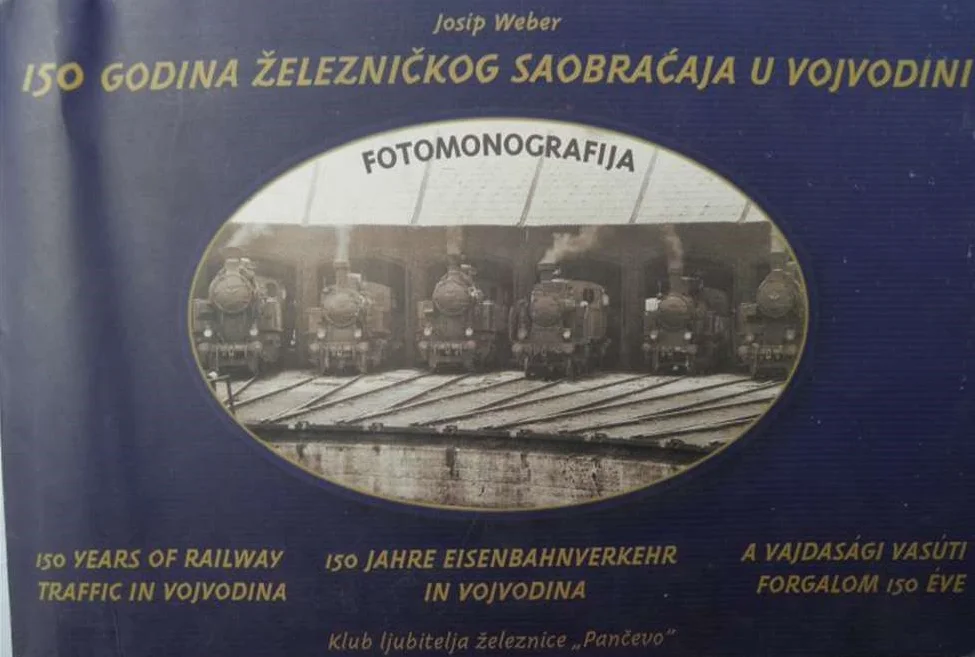 Josip Weber
150 GODINA ŽELEZNIČKOG SAOBRAĆAJA U VOJVODINI
FOTOMONOGRAFIJA
150 YEARS OF RAILWAY
TRAFFIC IN VOJVODINA
150 JAHRE EISENBAHNVERKEHR
IN VOJVODINA
A VAJDASÁGI VASÚTI
FORGALOM 150 ÉVE
Klub ljubitelja železnice „Pančevo”